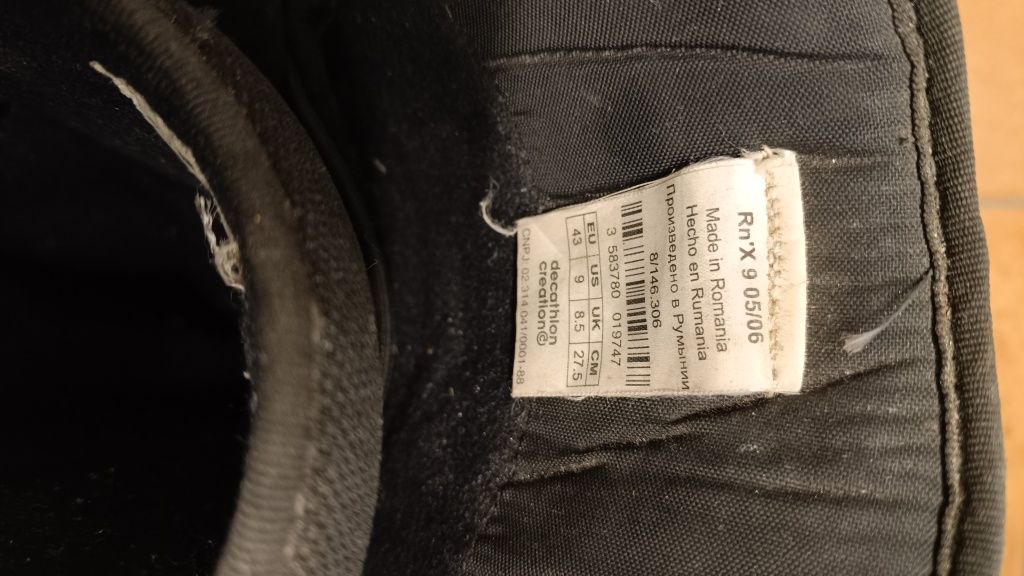 Rn'X 9 05/06
Made in Romania
Hecho en Rumania
Произведено в Румынии
8/146.306
3 583780 019747
EU US UK CM
43 9 8.5 27.5
decathlon
creation©
CNPJ 02.314.041/0001-88